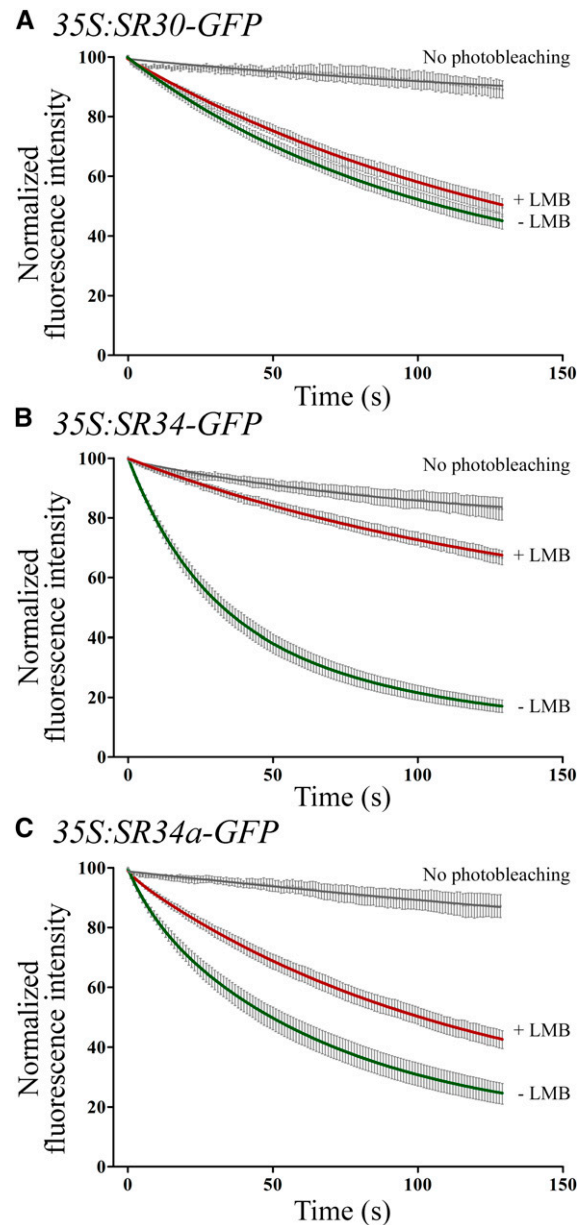 A 35S:SR30-GFP
No photobleaching
100
80
60
40
20
0
Normalized
fluorescence intensity
+ LMB
- LMB
0 50 100 150
Time (s)
B 35S:SR34-GFP
No photobleaching
100
80
60
40
20
0
Normalized
fluorescence intensity
+ LMB
- LMB
0 50 100 150
Time (s)
C 35S:SR34a-GFP
No photobleaching
100
80
60
40
20
0
Normalized
fluorescence intensity
+ LMB
- LMB
0 50 100 150
Time (s)